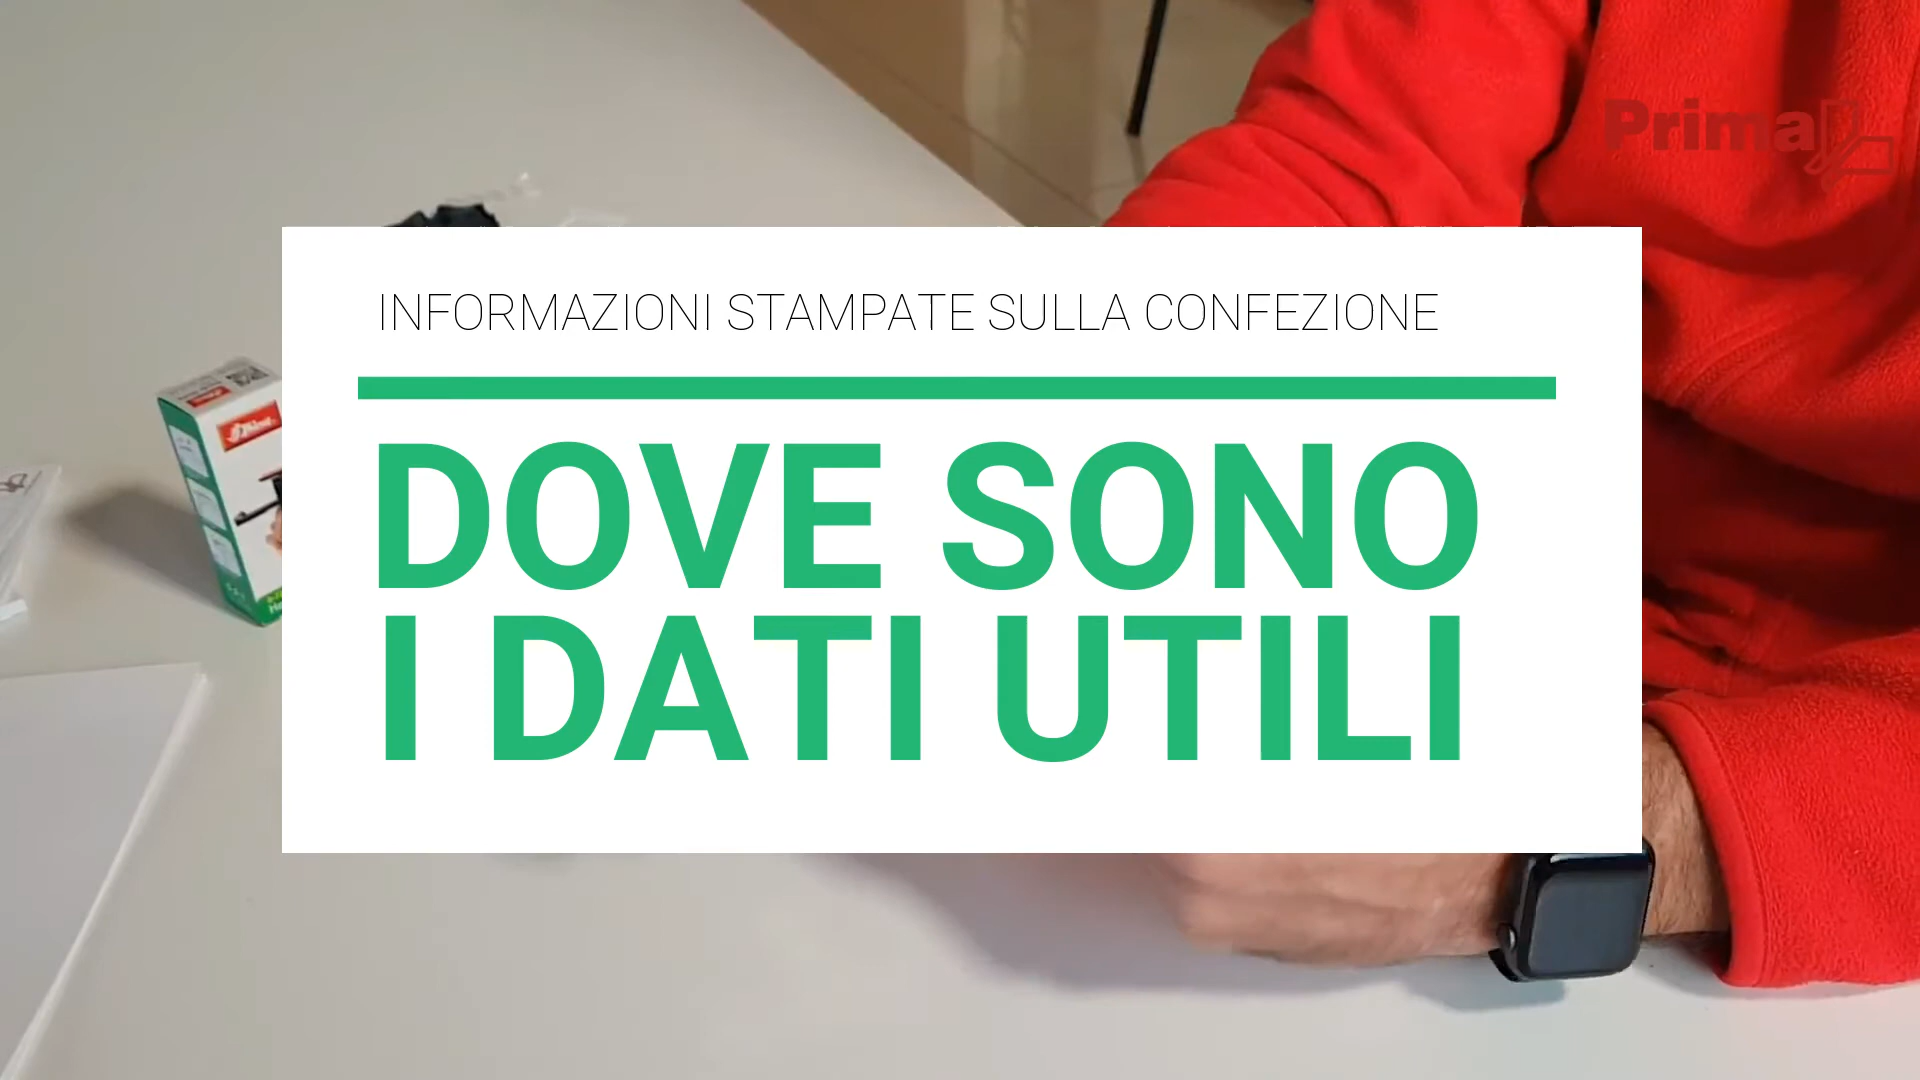 Prima
INFORMAZIONI STAMPATE SULLA CONFEZIONE
DOVE SONO
I DATI UTILI